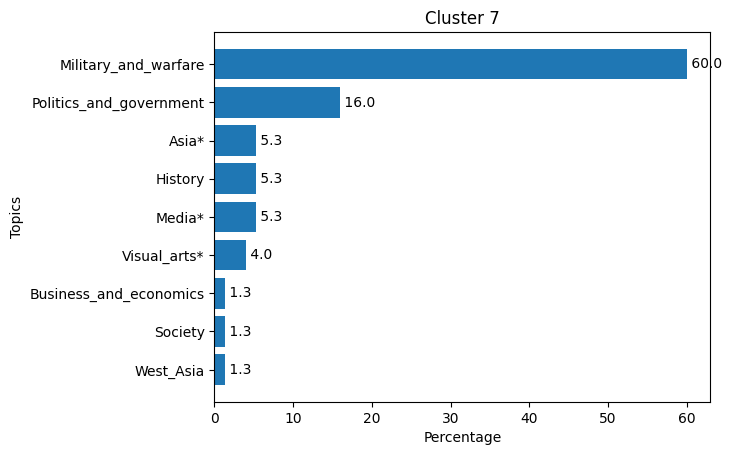 Cluster 7
Topics
Military_and_warfare 60.0
Politics_and_government 16.0
Asia* 5.3
History 5.3
Media* 5.3
Visual_arts* 4.0
Business_and_economics 1.3
Society 1.3
West_Asia 1.3
0 10 20 30 40 50 60
Percentage